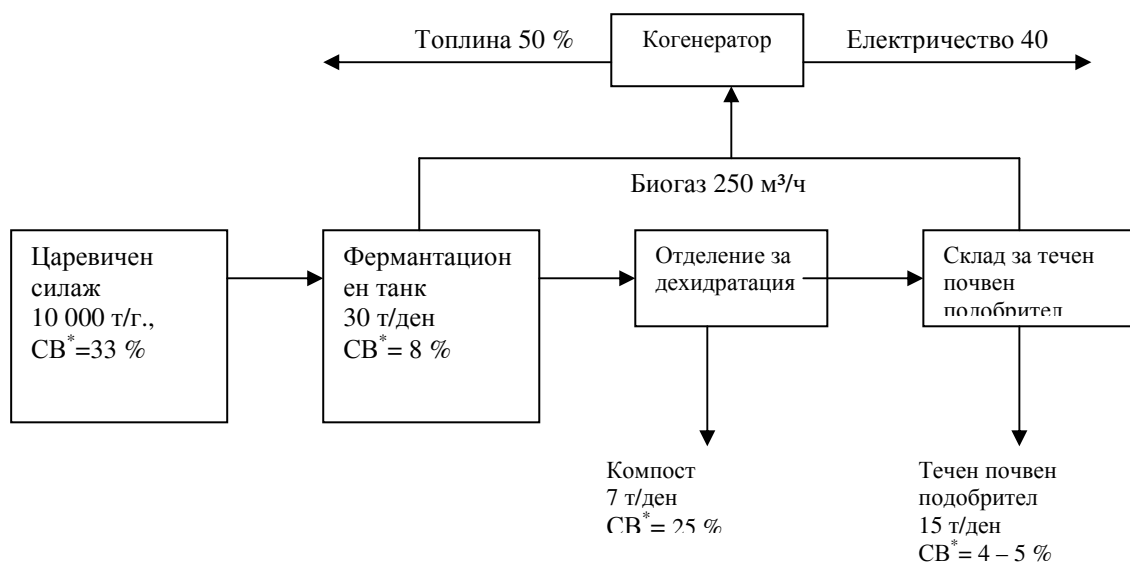 Топлина 50 %
Когенератор
Електричество 40
Биогаз 250 м³/ч
Царевичен
силаж
10 000 т/г.,
СВ*=33 %
Фермантацион
ен танк
30 т/ден
СВ*= 8 %
Отделение за
дехидратация
Склад за течен
почвен
подобрител
Компост
7 т/ден
СВ*= 25 %
Течен почвен
подобрител
15 т/ден
СВ*= 4 – 5 %